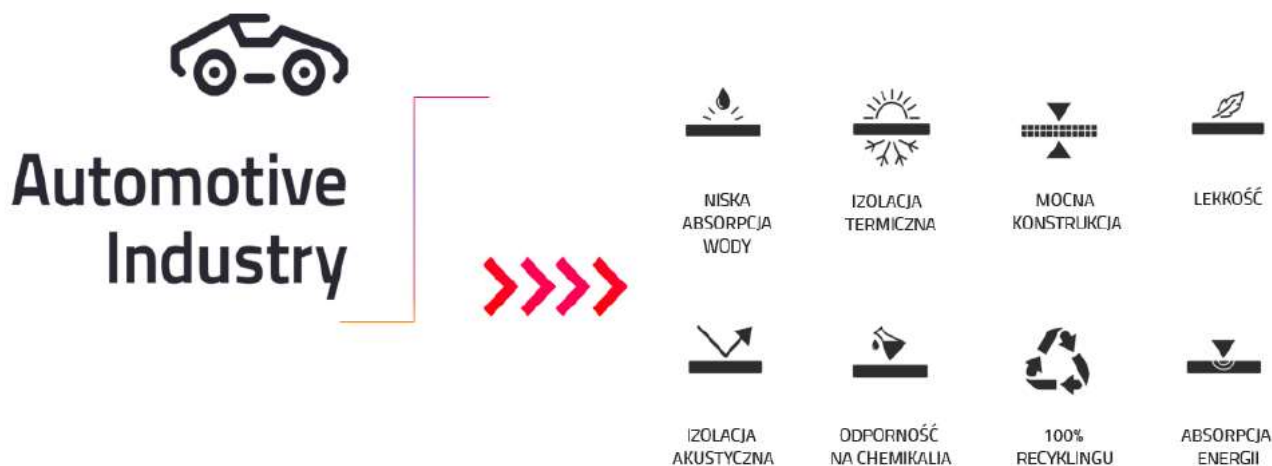 Automotive
Industry
NISKA
ABSORPCJA
WODY
IZOLACJA
TERMICZNA
MOCNA
KONSTRUKCJA
LEKKOŚĆ
IZOLACJA
AKUSTYCZNA
ODPORNOŚĆ
NA CHEMIKALIA
100%
RECYKLINGU
ABSORPCJA
ENERGII